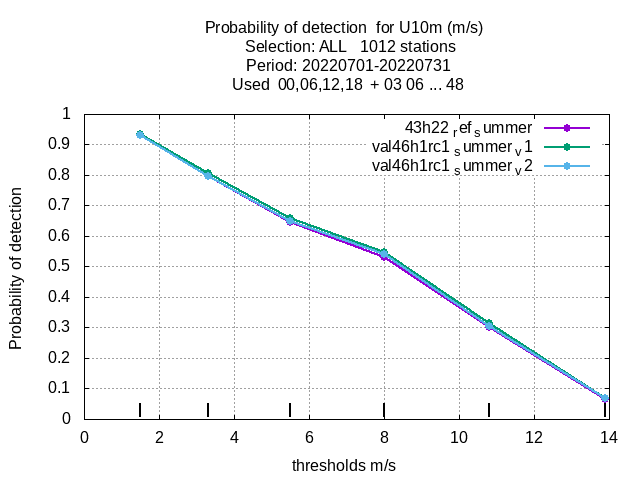 Probability of detection  for U10m (m/s)
Selection: ALL   1012 stations
Period: 20220701-20220731
Used  00,06,12,18  + 03 06 ... 48
43h22 ref summer
val46h1rc1 summer v1
val46h1rc1 summer v2
Probability of detection
1
0.9
0.8
0.7
0.6
0.5
0.4
0.3
0.2
0.1
0
0 2 4 6 8 10 12 14
thresholds m/s